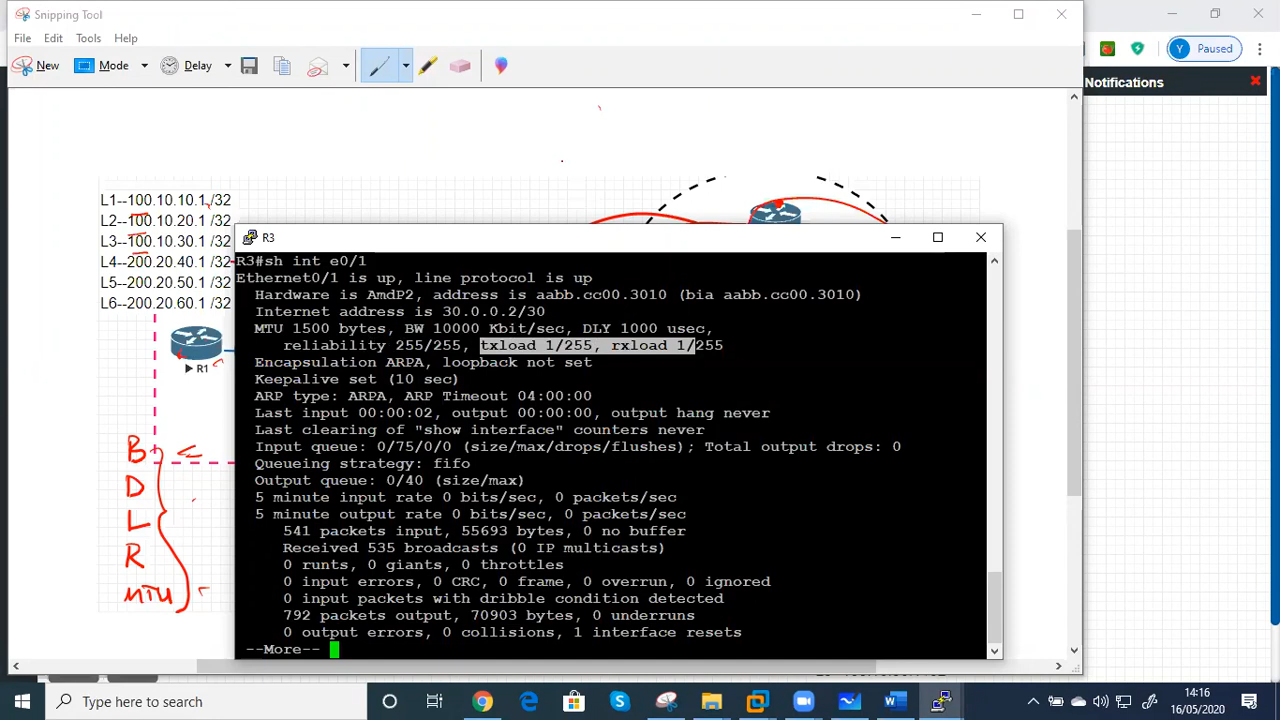 Snipping Tool
File Edit Tools Help
New Mode Delay
Paused
Notifications
L1--100.10.10.1 /32
L2--100.10.20.1 /32
L3--100.10.30.1 /32
L4--200.20.40.1 /32
L5--200.20.50.1 /32
L6--200.20.60.1 /32
R1
B
D
L
R
MTU
R3
R3#sh int e0/1
Ethernet0/1 is up, line protocol is up
Hardware is AmdP2, address is aabb.cc00.3010 (bia aabb.cc00.3010)
Internet address is 30.0.0.2/30
MTU 1500 bytes, BW 10000 Kbit/sec, DLY 1000 usec,
reliability 255/255, txload 1/255, rxload 1/255
Encapsulation ARPA, loopback not set
Keepalive set (10 sec)
ARP type: ARPA, ARP Timeout 04:00:00
Last input 00:00:02, output 00:00:00, output hang never
Last clearing of "show interface" counters never
Input queue: 0/75/0/0 (size/max/drops/flushes); Total output drops: 0
Queueing strategy: fifo
Output queue: 0/40 (size/max)
5 minute input rate 0 bits/sec, 0 packets/sec
5 minute output rate 0 bits/sec, 0 packets/sec
541 packets input, 55693 bytes, 0 no buffer
Received 535 broadcasts (0 IP multicasts)
0 runts, 0 giants, 0 throttles
0 input errors, 0 CRC, 0 frame, 0 overrun, 0 ignored
0 input packets with dribble condition detected
792 packets output, 70903 bytes, 0 underruns
0 output errors, 0 collisions, 1 interface resets
--More--
Type here to search
14:16
16/05/2020